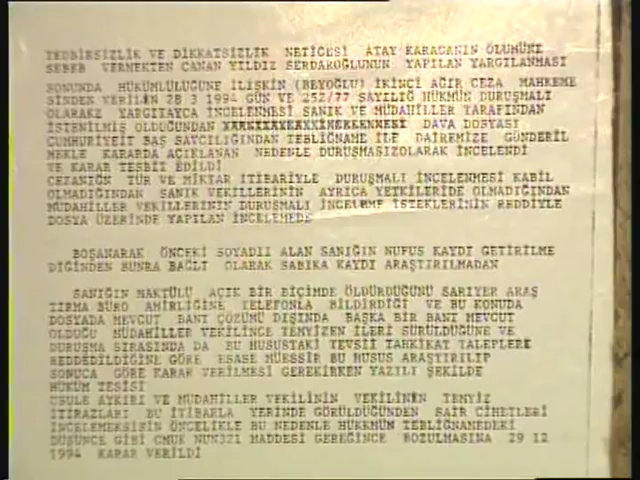 TEDBİRSİZLİK VE DİKKATSİZLİK NETİCESİ ATAY KARACANIN ÖLÜMÜNE
SEBEB VERMEKTEN CANAN YILDIZ SERDAROĞLUNUN YAPILAN YARGILANMASI
SONUNDA HÜKÜMLÜLÜĞÜNE İLİŞKİN (BEYOĞLU) İKİNCİ AĞIR CEZA MAHKEME
SİNDEN VERİLEN 28 3 1994 GÜN VE 252/77 SAYILIĞ HÜKMÜN DURUŞMALI
OLARAKZ YARGITAYCA İNCELENMESİ SANIK VE MÜDAHİLLER TARAFINDAN
İSTENİLMİŞ OLDUĞUNDAN DAVA DOSYASI
CUMHURİYEİT BAŞ SAVCILIĞINDAN TEBLİĞNAME İLE DAİREMİZE GÖNDERİL
MEKLE KARARDA AÇIKLANAN NEDENLE DURUŞMASIZOLARAK İNCELENDİ
VE KARAR TESBİT EDİLDİ
CEZANIGN TÜR VE MİKTAR İTİBARİYLE DURUŞMALI İNCELENMESİ KABİL
OLMADIĞINDAN SANIK VEKİLLERİNİN AYRICA YETKİLERİDE OLMADIĞINDAN
MÜDAHİLLER VEKİLLERİNİN DURUŞMALI İNCELEME İSTEKLERİNİN REDDİYLE
DOSYA ÜZERİNDE YAPILAN İNCELEMEDE
BOŞANARAK ÖNCEKİ SOYADII ALAN SANIĞIN NUFUS KAYDI GETİRİLME
DİĞİNDEN BUNRA BAĞLI OLARAK SABIKA KAYDI ARAŞTIRILMADAN
SANIĞIN MAKTÜLÜ AÇIK BİR BİÇİMDE ÖLDÜRDÜĞÜNÜ SARIYER ARAŞ
TIRMA BÜRO AMİRLİĞİNE TELEFONLA BİLDİRDİĞİ VE BU KONUDA
DOSYADA MEVCUT BANT ÇÖZÜMÜ DIŞINDA BAŞKA BİR BANT MEVCUT
OLDUĞU MÜDAHİLLER VEKİLİNCE TEMYİZEN İLERİ SÜRÜLDÜĞÜNE VE
DURUŞMA SIRASINDA DA BU HUSUSTAKİ TEVSİİ TAHKİKAT TALEPLERİ
REDDEDİLDİĞİNE GÖRE ESASE MÜESSİR BU HUSUS ARAŞTIRILIP
SONUCA GÖRE KARAR VERİLMESİ GEREKİRKEN YAZILI ŞEKİLDE
HÜKÜM TESİSİ
USULE AYKIRI VE MÜDAHİLLER VEKİLİNİN VEKİLİNİN TEMYİZ
İTİRAZLARI BU İTİBARLA YERİNDE GÖRÜLDÜĞÜNDEN SAİR CİHETLERİ
İNCELEMEKSİSİN ÖNCELİKLE BU NEDENLE HÜKKMÜN TEBLİĞNAMEDEKİ
DÜŞÜNCE GİBİ CMUK NUN321 MADDESİ GEREĞİNCE BOZULMASINA 29 12
1994 KARAR VERİLDİ